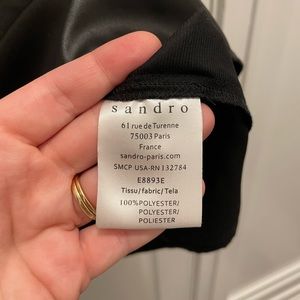 sandro
61 rue de Turenne
75003 Paris
France
sandro-paris.com
SMCP USA-RN 132784
E8893E
Tissu/fabric/Tela
100%POLYESTER/
POLYESTER/
POLIESTER